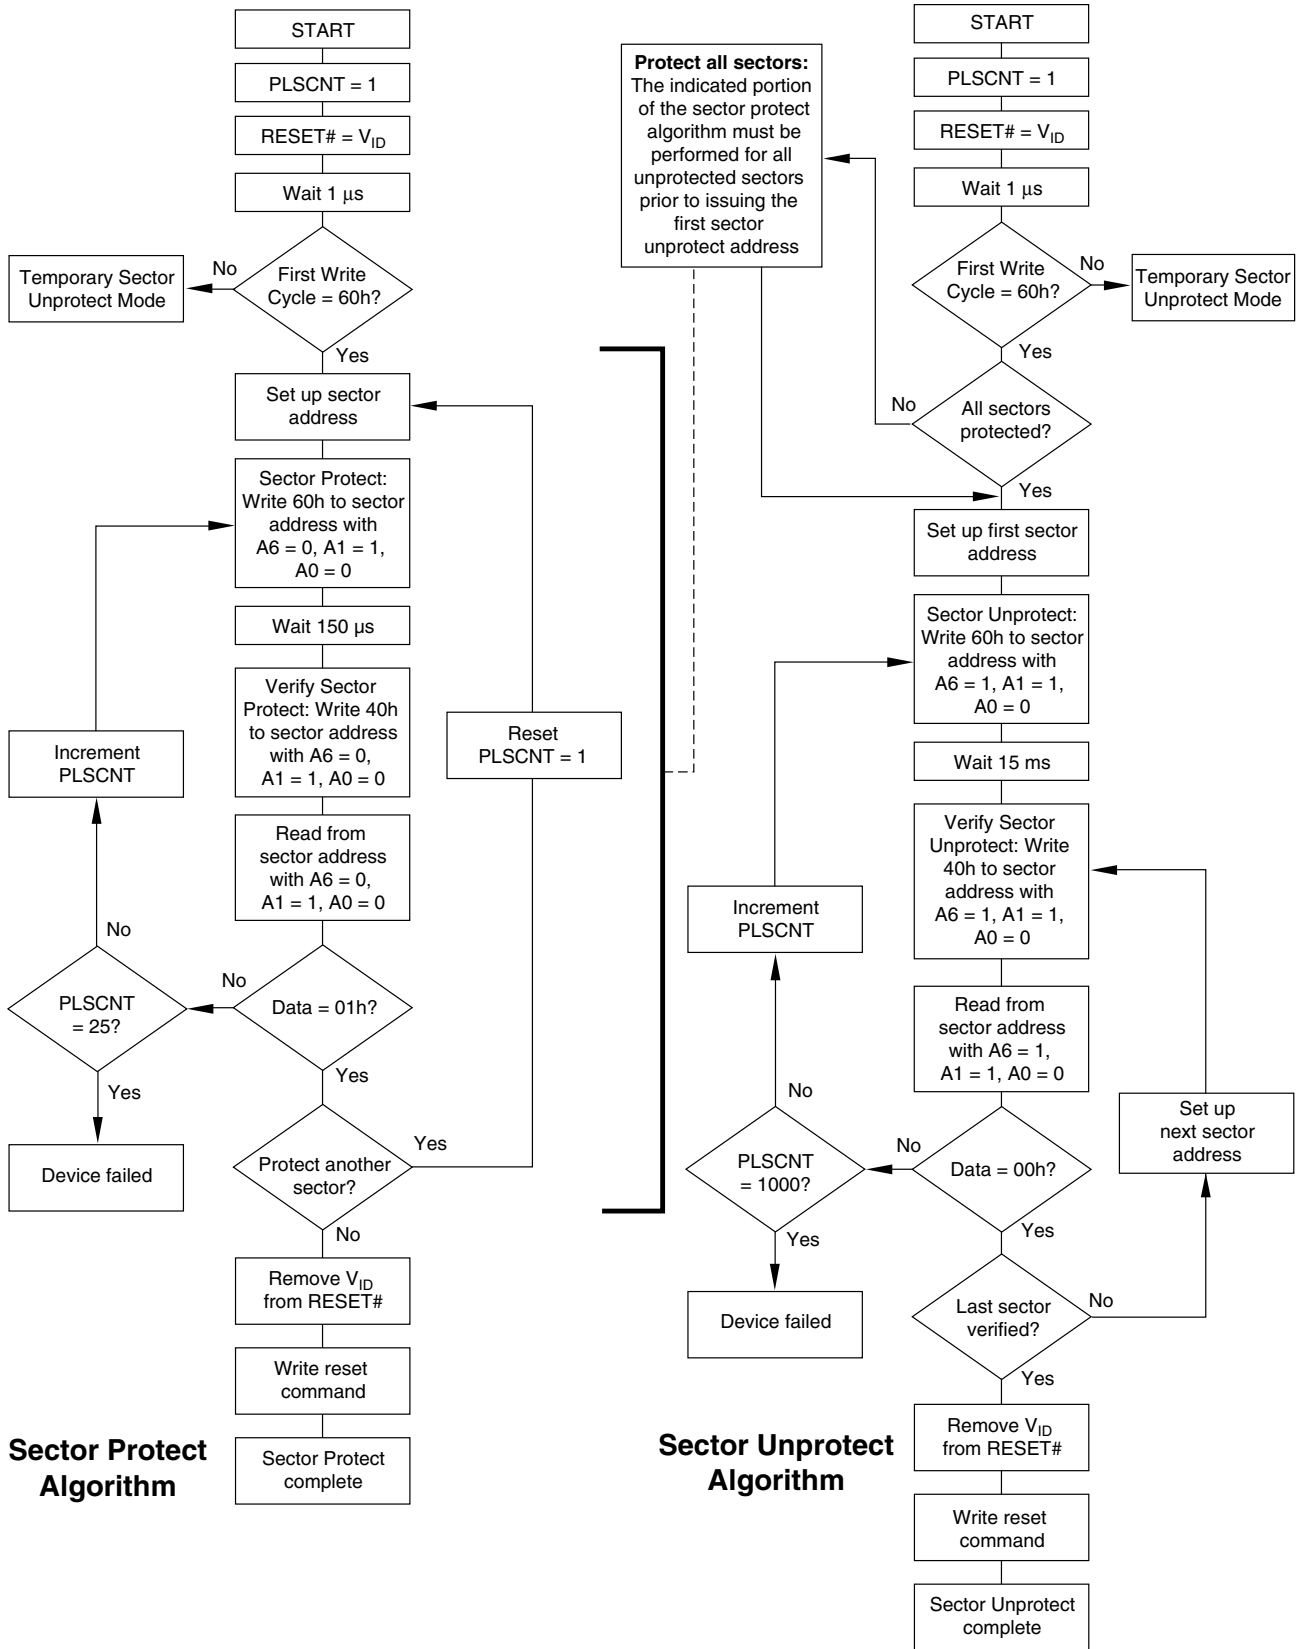 START
PLSCNT = 1
RESET# = VID
Wait 1 μs
First Write
Cycle = 60h?
No
Temporary Sector
Unprotect Mode
Yes
Set up sector
address
Sector Protect:
Write 60h to sector
address with
A6 = 0, A1 = 1,
A0 = 0
Wait 150 µs
Verify Sector
Protect: Write 40h
to sector address
with A6 = 0,
A1 = 1, A0 = 0
Reset
PLSCNT = 1
Increment
PLSCNT
Read from
sector address
with A6 = 0,
A1 = 1, A0 = 0
No
PLSCNT
= 25?
No
Data = 01h?
Yes
Yes
Device failed
Protect another
sector?
Yes
No
Remove VID
from RESET#
Write reset
command
Sector Protect
complete
Sector Protect
Algorithm
Protect all sectors:
The indicated portion
of the sector protect
algorithm must be
performed for all
unprotected sectors
prior to issuing the
first sector
unprotect address
START
PLSCNT = 1
RESET# = VID
Wait 1 μs
First Write
Cycle = 60h?
No
Temporary Sector
Unprotect Mode
Yes
No
All sectors
protected?
Yes
Set up first sector
address
Sector Unprotect:
Write 60h to sector
address with
A6 = 1, A1 = 1,
A0 = 0
Wait 15 ms
Verify Sector
Unprotect: Write
40h to sector
address with
A6 = 1, A1 = 1,
A0 = 0
Increment
PLSCNT
Read from
sector address
with A6 = 1,
A1 = 1, A0 = 0
No
Set up
next sector
address
PLSCNT
= 1000?
No
Data = 00h?
Yes
Yes
Device failed
Last sector
verified?
No
Yes
Remove VID
from RESET#
Write reset
command
Sector Unprotect
complete
Sector Unprotect
Algorithm